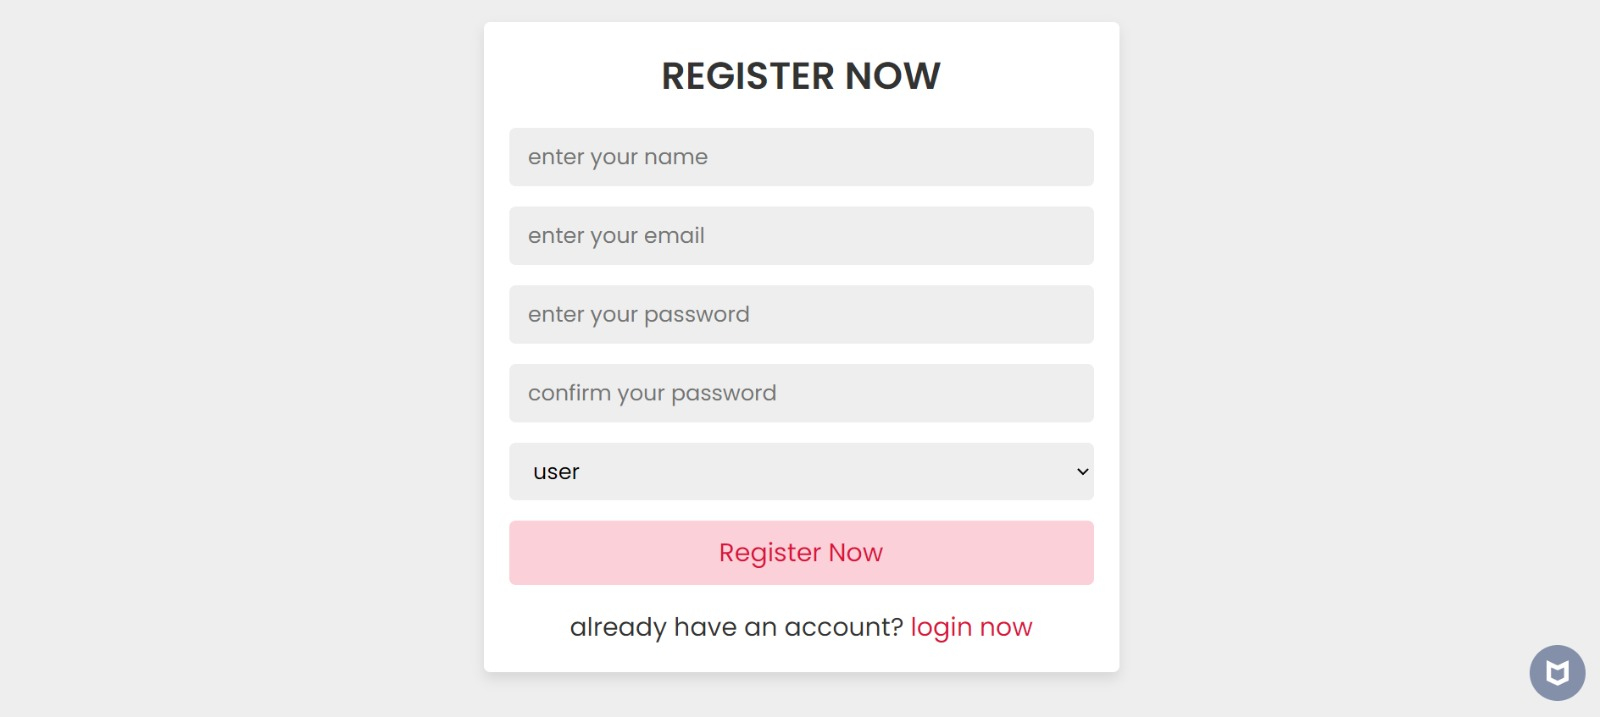 REGISTER NOW
enter your name
enter your email
enter your password
confirm your password
user
Register Now
already have an account? login now